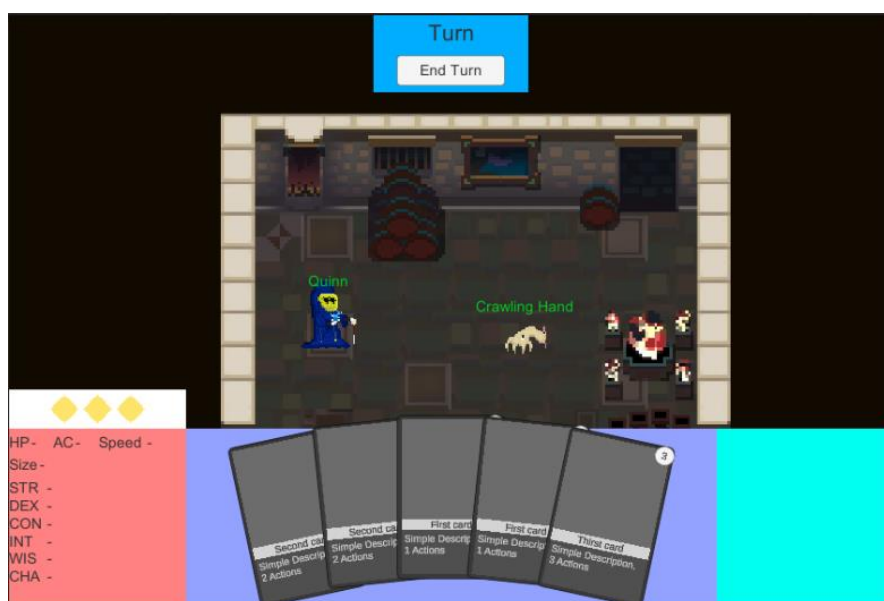 Turn
End Turn
Quinn
Crawling Hand
HP - AC - Speed -
Size -
STR -
DEX -
CON -
INT -
WIS -
CHA -
Second ca
Simple Descrip
2 Actions
Second ca
Simple Descrip
2 Actions
First card
Simple Description
1 Actions
First card
Simple Description.
1 Actions
3
Thirst card
Simple Description.
3 Actions